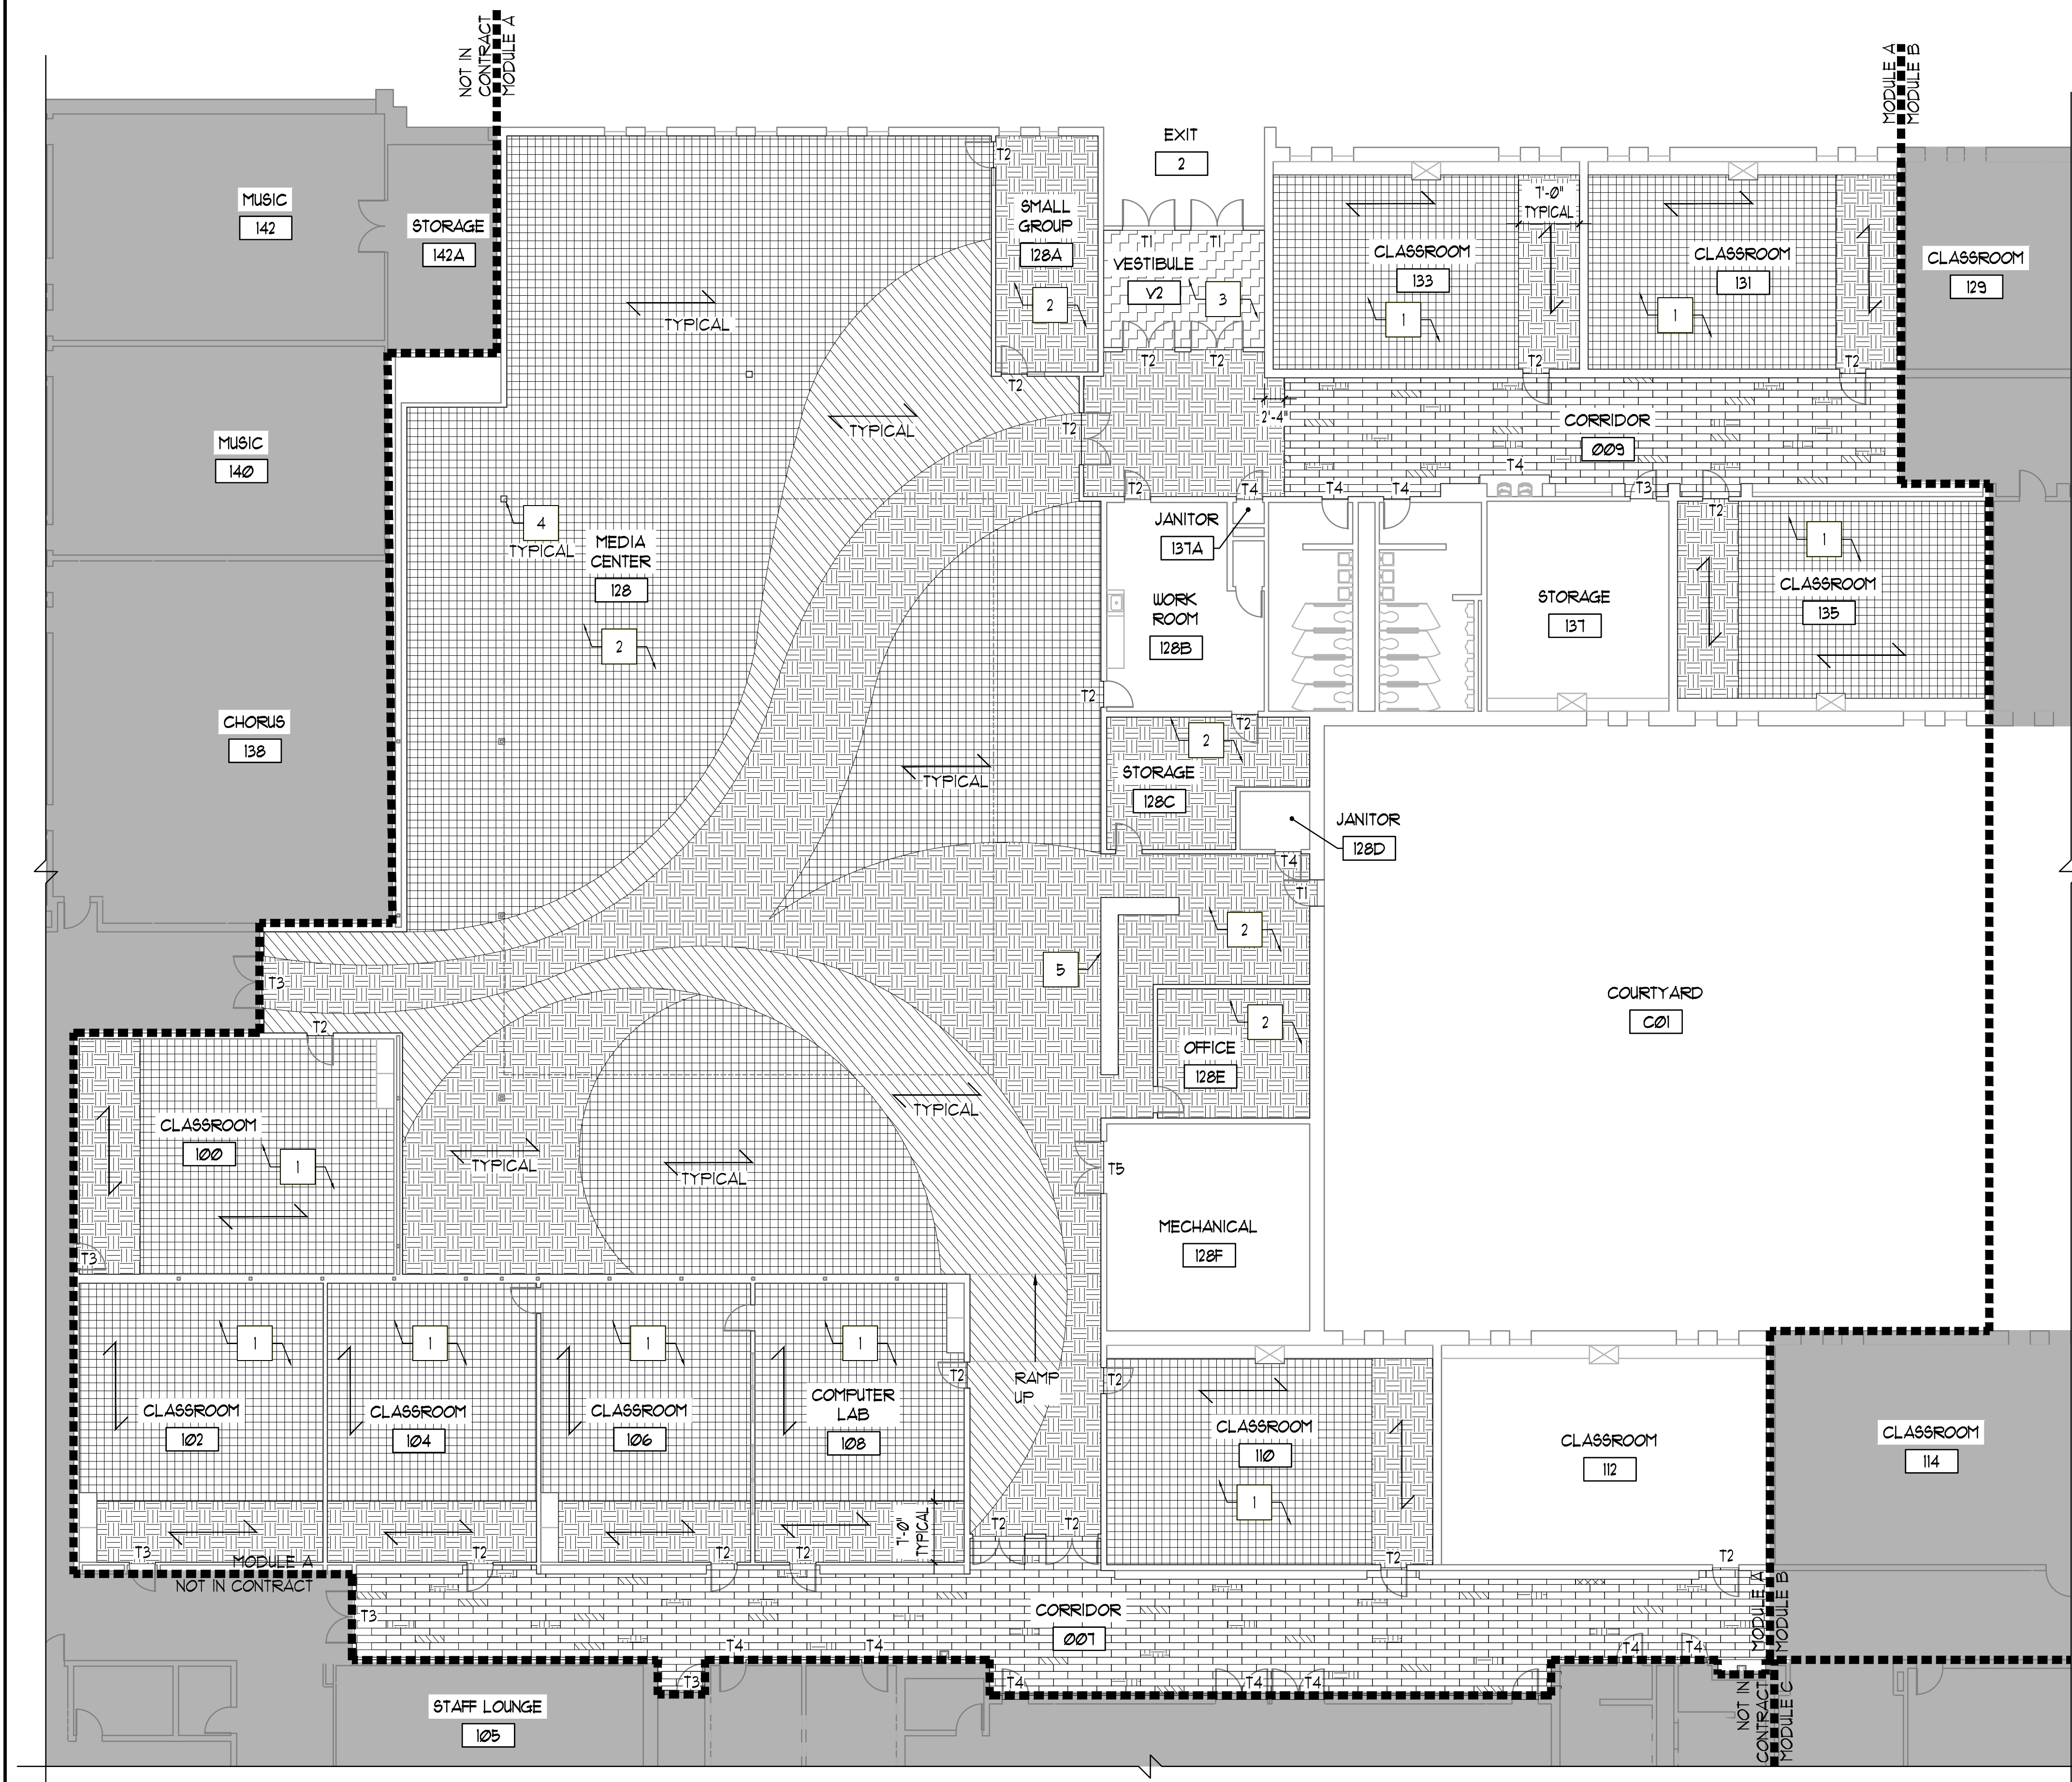 NOT IN
CONTRACT
MODULE A
MODULE A
MODULE B
EXIT
2
MUSIC
142
STORAGE
142A
T2
SMALL
GROUP
128A
2
T1
T1
VESTIBULE
V2
3
T2
T2
T2
7'-0"
TYPICAL
CLASSROOM
133
1
T2
CLASSROOM
131
1
T2
CLASSROOM
129
TYPICAL
TYPICAL
T2
2'-4"
CORRIDOR
009
MUSIC
140
4
TYPICAL
MEDIA
CENTER
128
2
T2
T4
T4
T4
T4
T3
T2
JANITOR
137A
WORK
ROOM
128B
STORAGE
137
1
CLASSROOM
135
T2
T2
CHORUS
138
TYPICAL
2
STORAGE
128C
JANITOR
128D
T4
T1
2
5
COURTYARD
C01
T3
T2
2
OFFICE
128E
CLASSROOM
100
1
T3
TYPICAL
TYPICAL
TYPICAL
T5
MECHANICAL
128F
1
1
1
1
CLASSROOM
102
CLASSROOM
104
CLASSROOM
106
COMPUTER
LAB
108
T2
RAMP
UP
T2
CLASSROOM
110
1
CLASSROOM
112
CLASSROOM
114
7'-0"
TYPICAL
T2
T2
T3
T2
T2
T2
T2
T2
MODULE A
NOT IN CONTRACT
MODULE A
MODULE B
T3
CORRIDOR
007
T4
T4
T4
T4
T3
T4
T4
T4
STAFF LOUNGE
105
NOT IN
CONTRACT
MODULE C